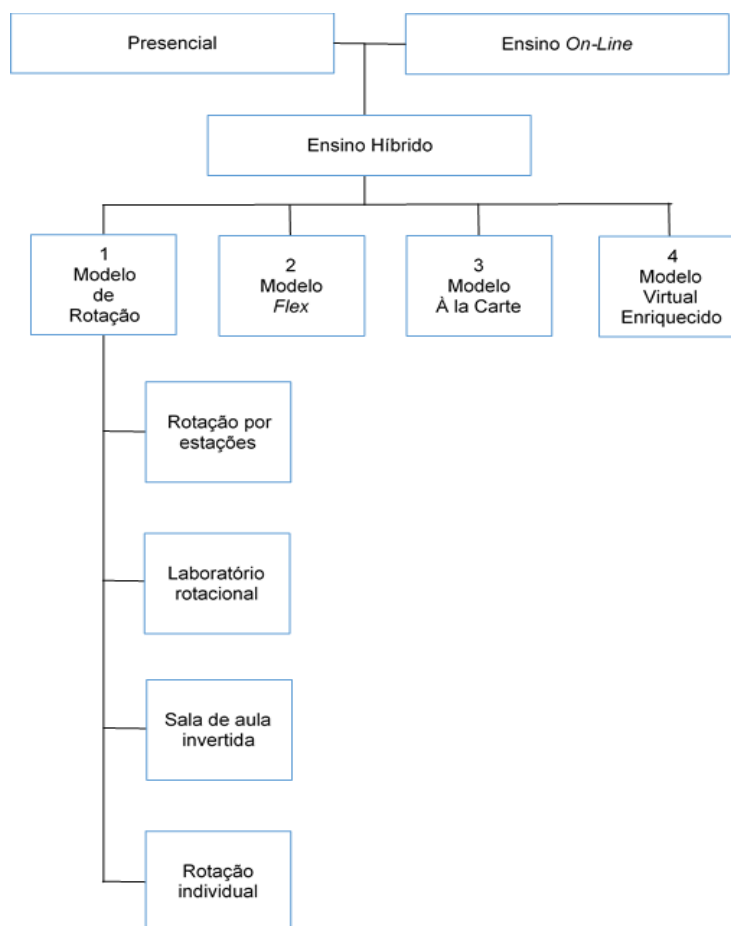 Presencial
Ensino On-Line
Ensino Híbrido
1
Modelo
de
Rotação
2
Modelo
Flex
3
Modelo
À la Carte
4
Modelo
Virtual
Enriquecido
Rotação por
estações
Laboratório
rotacional
Sala de aula
invertida
Rotação
individual